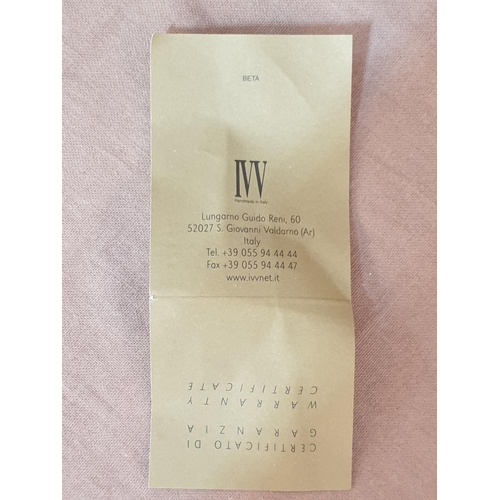 BETA
IVV
Handmade in Italy
Lungarno Guido Reni, 60
52027 S. Giovanni Valdarno (Ar)
Italy
Tel. +39 055 94 44 44
Fax +39 055 94 44 47
www.ivvnet.it
CERTIFICATO DI
GARANZIA
WARRANTY
CERTIFICATE